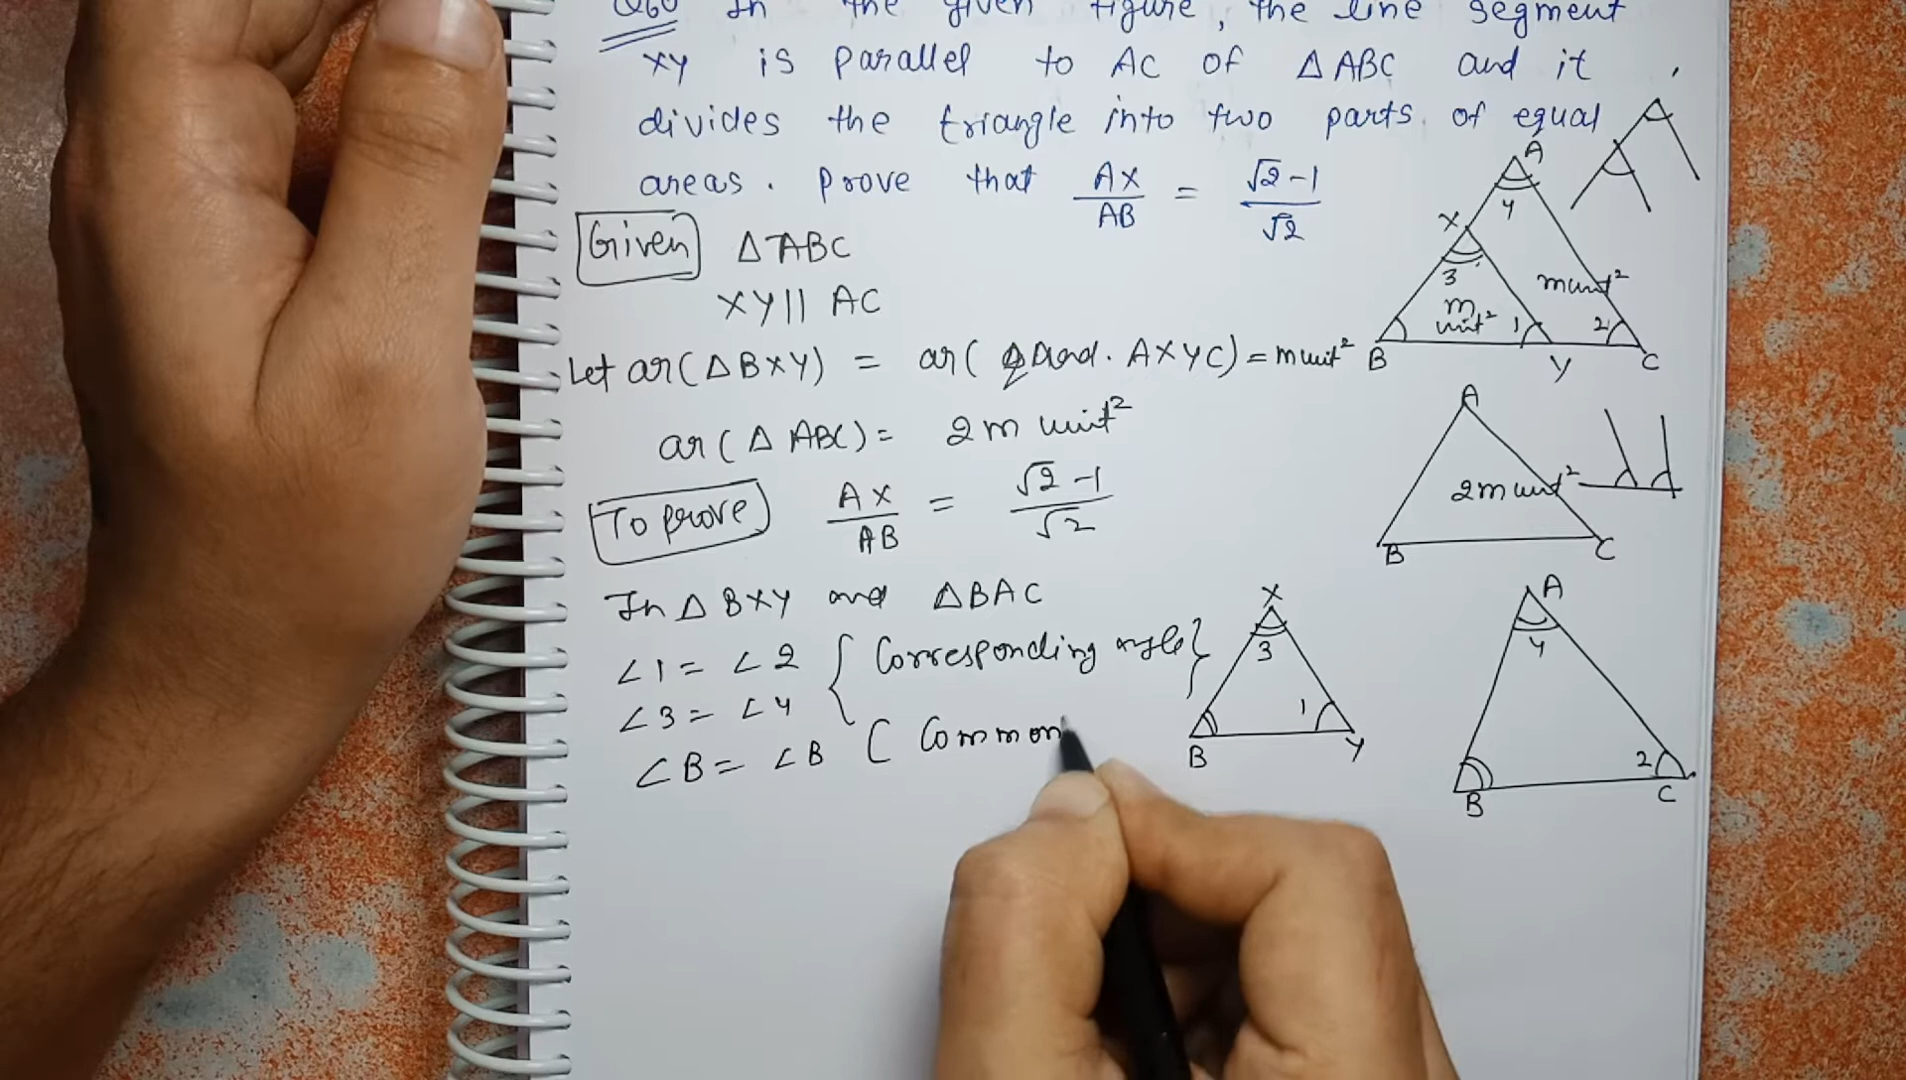 Q60 In the given figure, the line segment
XY is parallel to AC of △ABC and it
divides the triangle into two parts of equal
areas. Prove that AX/AB = √2-1/√2
Given △ABC
XY || AC
Let ar(△BXY) = ar(Quad. AXYC) = m unit²
ar(△ABC) = 2m unit²
To prove AX/AB = √2-1/√2
In △BXY and △BAC
∠1 = ∠2 { Corresponding angle }
∠3 = ∠4
∠B = ∠B ( Common
A
4
X
3
m unit²
m
unit²
1
2
B
Y
C
A
2m unit²
B
C
X
3
1
B
Y
A
4
2
B
C